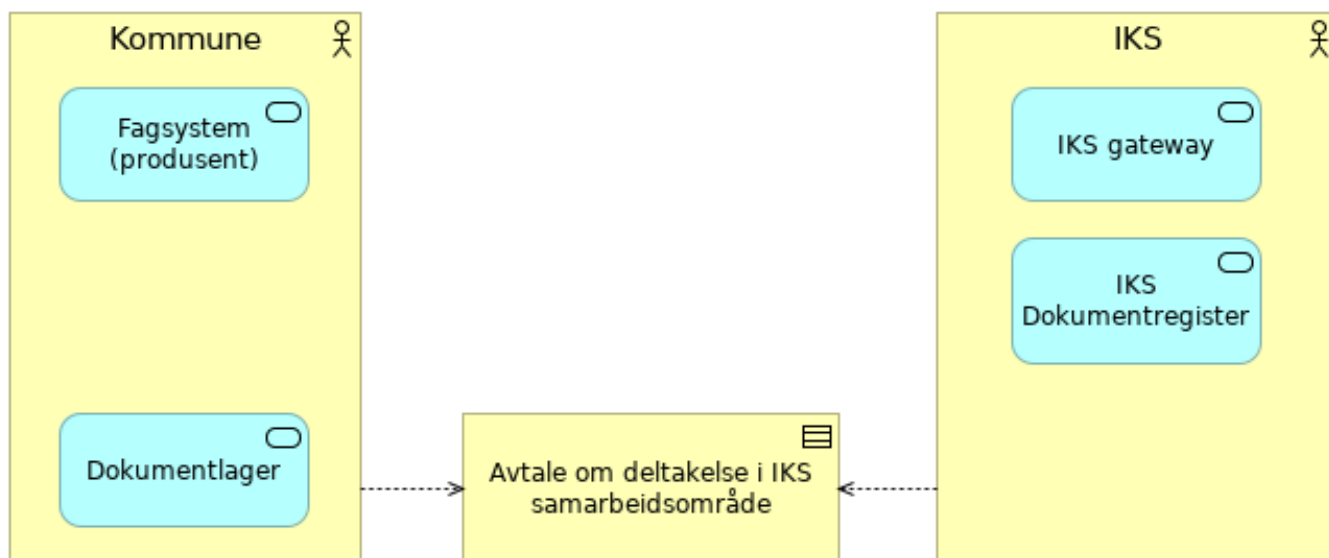 Kommune
Fagsystem
(produsent)
Dokumentlager
Avtale om deltakelse i IKS
samarbeidsområde
IKS
IKS gateway
IKS
Dokumentregister